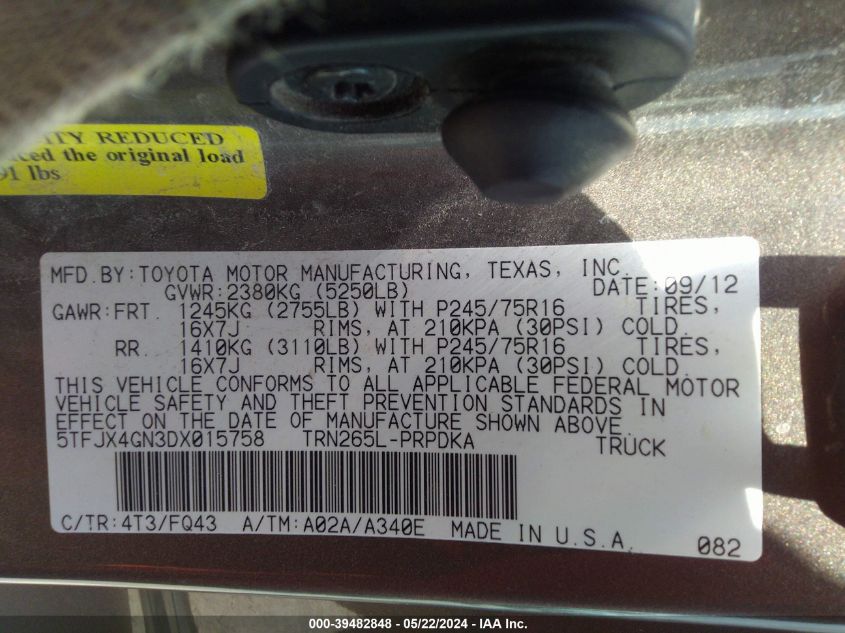 ITY REDUCED
the original load
91 lbs
MFD.BY:TOYOTA MOTOR MANUFACTURING, TEXAS, INC.
GVWR:2380KG (5250LB) DATE:09/12
GAWR:FRT. 1245KG (2755LB) WITH P245/75R16 TIRES,
16X7J RIMS, AT 210KPA (30PSI) COLD.
RR. 1410KG (3110LB) WITH P245/75R16 TIRES,
16X7J RIMS, AT 210KPA (30PSI) COLD.
THIS VEHICLE CONFORMS TO ALL APPLICABLE FEDERAL MOTOR
VEHICLE SAFETY AND THEFT PREVENTION STANDARDS IN
EFFECT ON THE DATE OF MANUFACTURE SHOWN ABOVE.
5TFJX4GN3DX015758 TRN265L-PRPDKA TRUCK
C/TR:4T3/FQ43 A/TM:A02A/A340E MADE IN U.S.A. 082
000-39482848 - 05/22/2024 - IAA Inc.